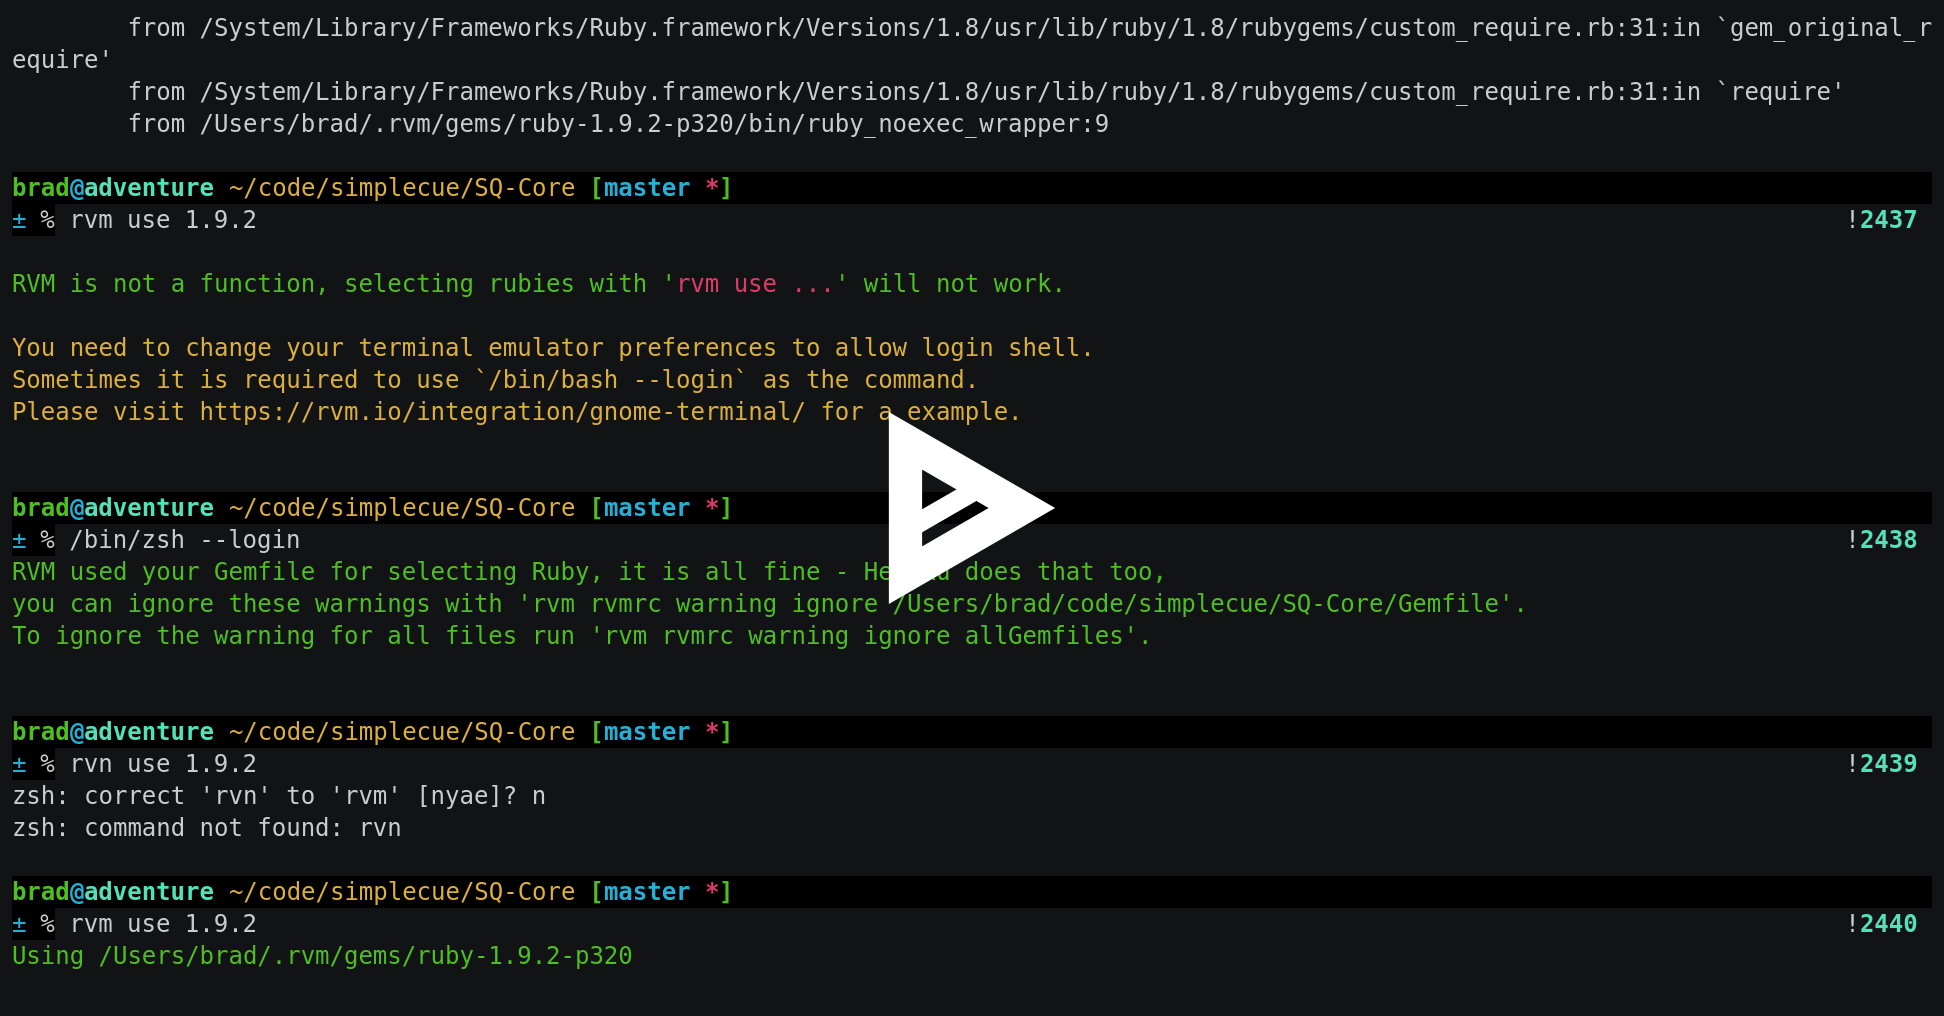 from /System/Library/Frameworks/Ruby.framework/Versions/1.8/usr/lib/ruby/1.8/rubygems/custom_require.rb:31:in `gem_original_r
equire'
from /System/Library/Frameworks/Ruby.framework/Versions/1.8/usr/lib/ruby/1.8/rubygems/custom_require.rb:31:in `require'
from /Users/brad/.rvm/gems/ruby-1.9.2-p320/bin/ruby_noexec_wrapper:9
brad@adventure ~/code/simplecue/SQ-Core [master *]
± % rvm use 1.9.2 !2437
RVM is not a function, selecting rubies with 'rvm use ...' will not work.
You need to change your terminal emulator preferences to allow login shell.
Sometimes it is required to use `/bin/bash --login` as the command.
Please visit https://rvm.io/integration/gnome-terminal/ for a example.
brad@adventure ~/code/simplecue/SQ-Core [master *]
± % /bin/zsh --login !2438
RVM used your Gemfile for selecting Ruby, it is all fine - does that too,
you can ignore these warnings with 'rvm rvmrc warning ignore /Users/brad/code/simplecue/SQ-Core/Gemfile'.
To ignore the warning for all files run 'rvm rvmrc warning ignore allGemfiles'.
brad@adventure ~/code/simplecue/SQ-Core [master *]
± % rvn use 1.9.2 !2439
zsh: correct 'rvn' to 'rvm' [nyae]? n
zsh: command not found: rvn
brad@adventure ~/code/simplecue/SQ-Core [master *]
± % rvm use 1.9.2 !2440
Using /Users/brad/.rvm/gems/ruby-1.9.2-p320